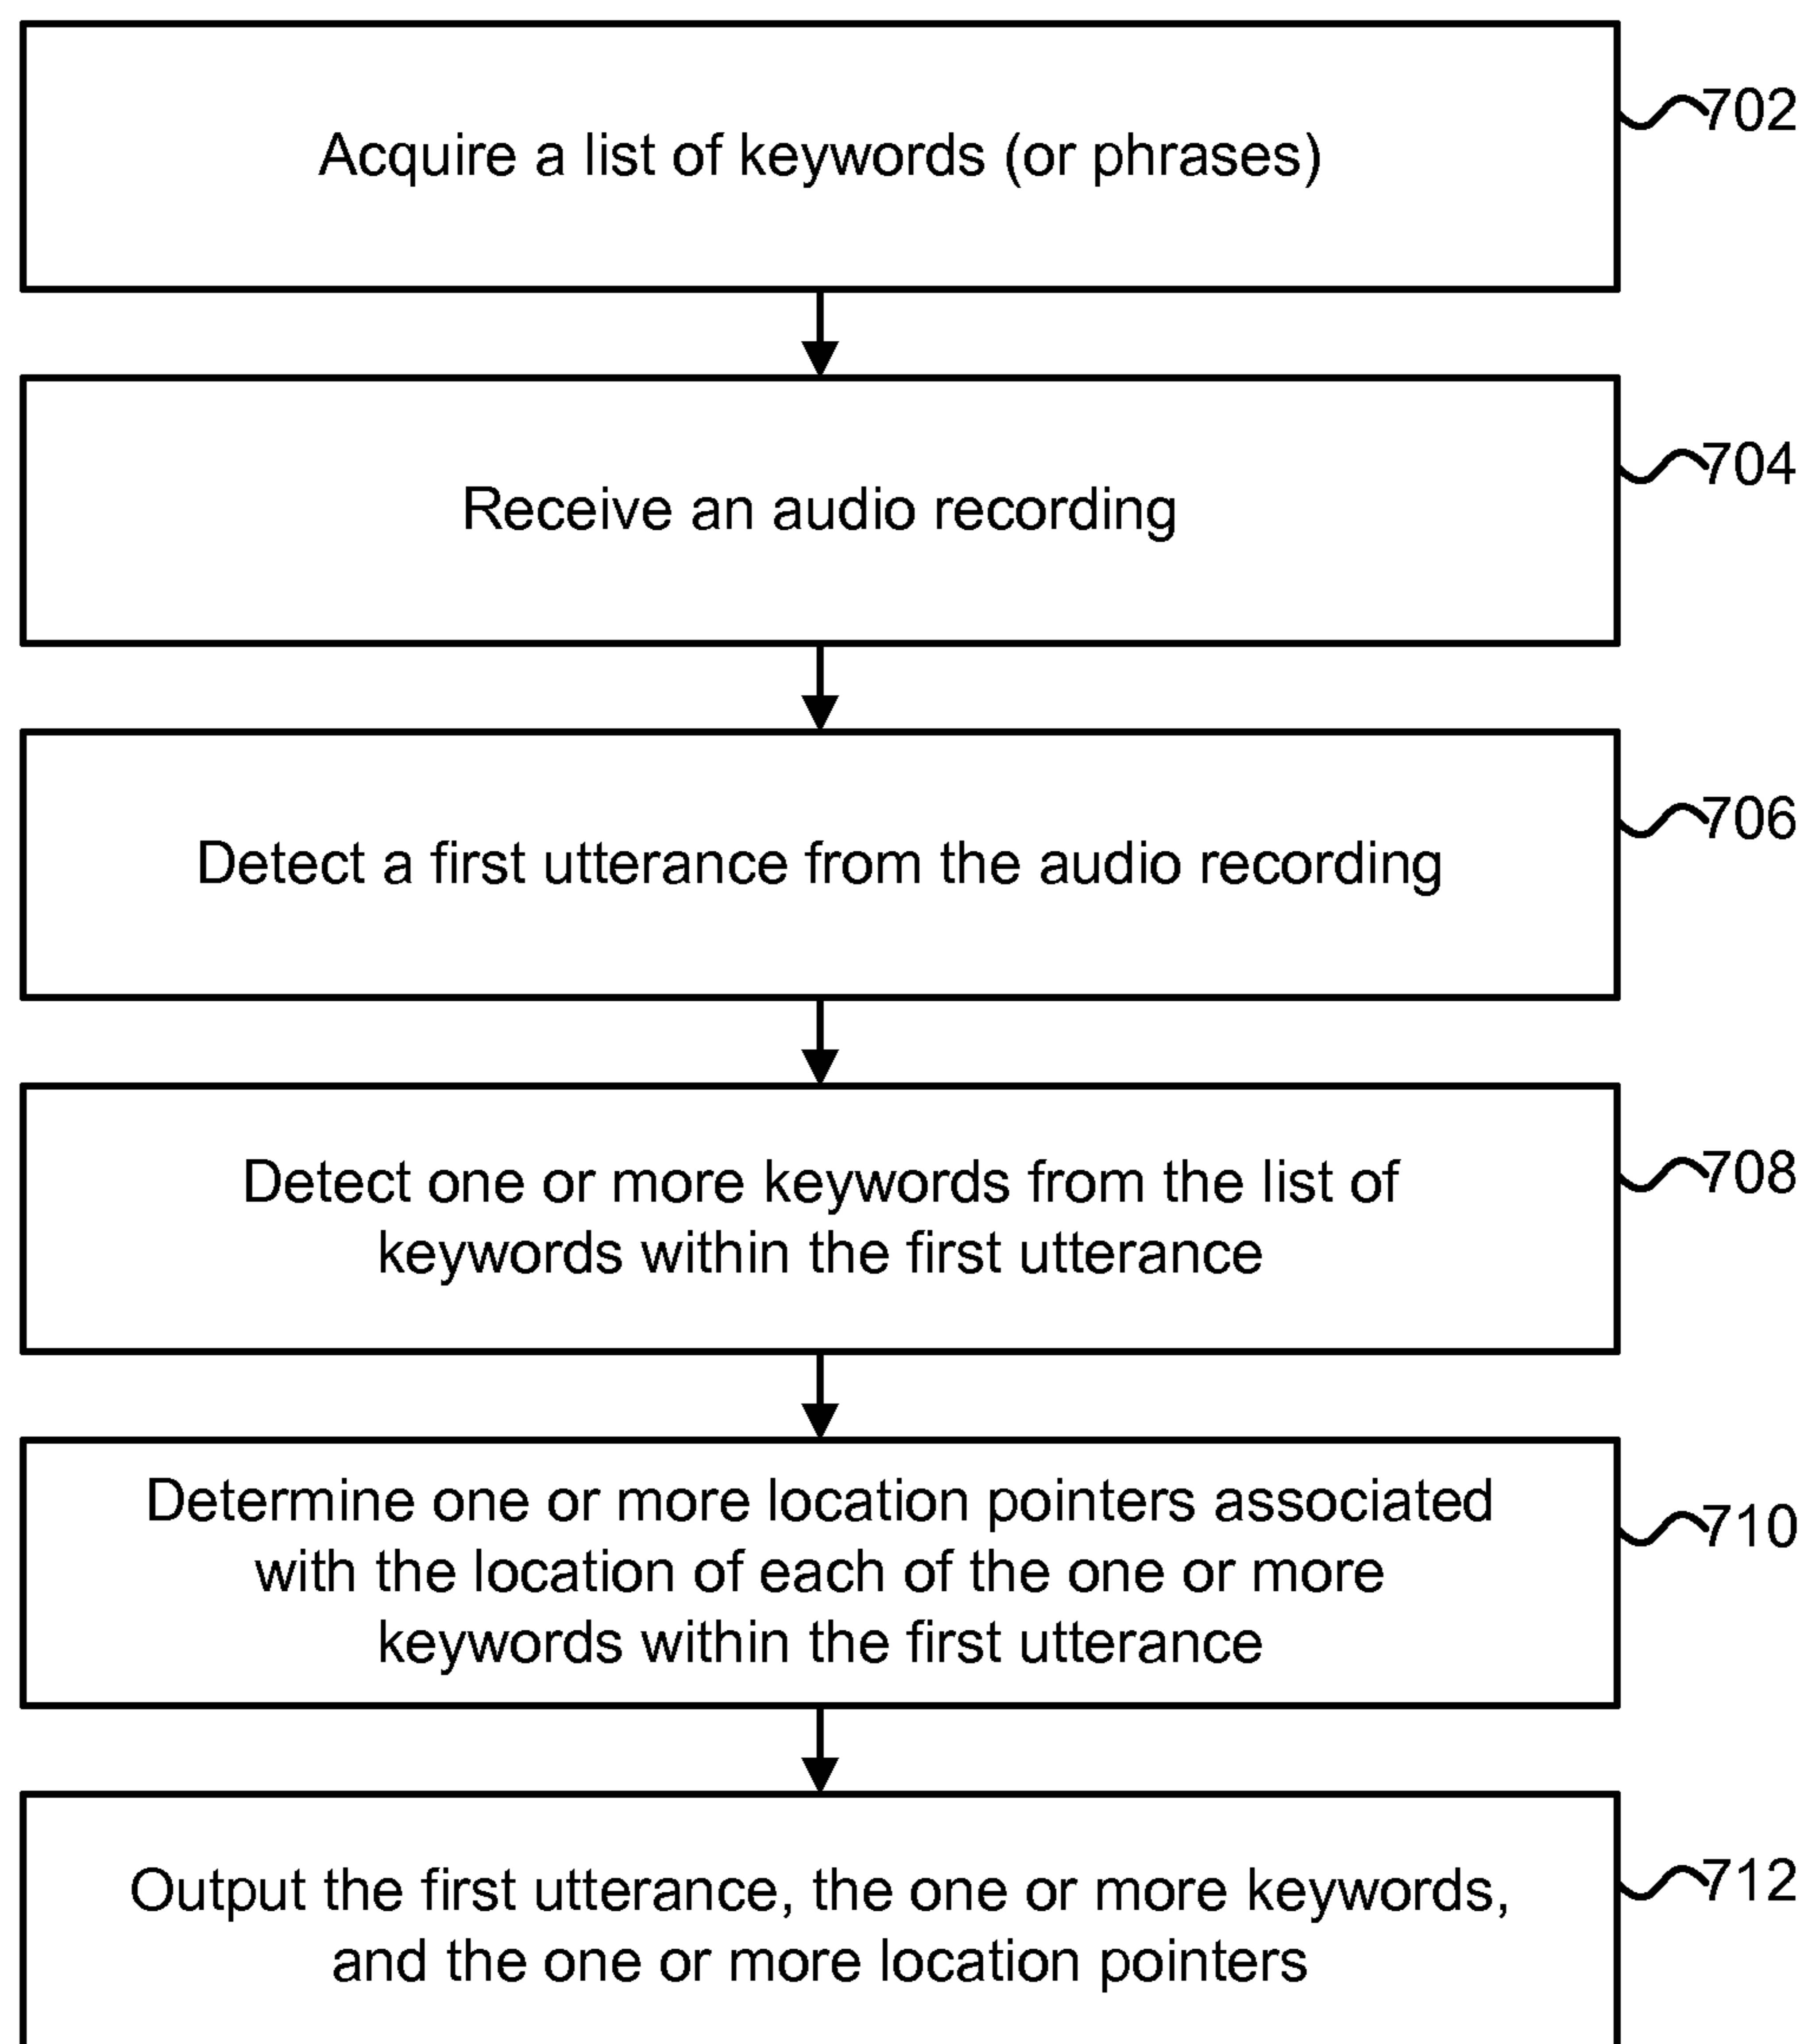 Acquire a list of keywords (or phrases)
702
Receive an audio recording
704
Detect a first utterance from the audio recording
706
Detect one or more keywords from the list of
keywords within the first utterance
708
Determine one or more location pointers associated
with the location of each of the one or more
keywords within the first utterance
710
Output the first utterance, the one or more keywords,
and the one or more location pointers
712